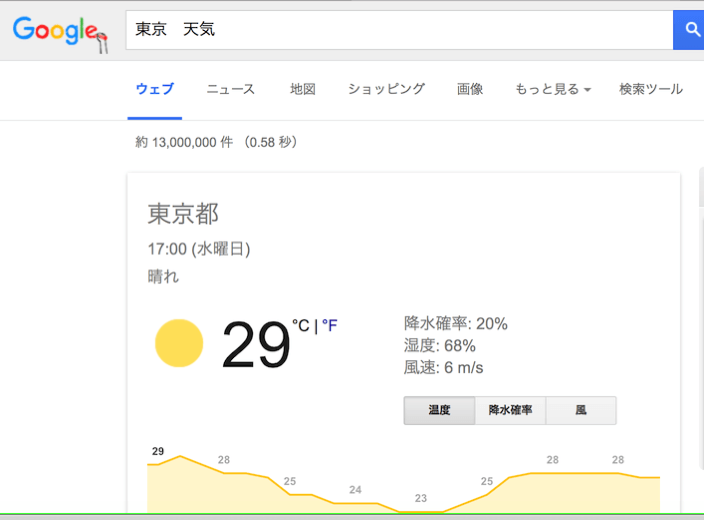 Google
東京　天気
ウェブ ニュース 地図 ショッピング 画像 もっと見る 検索ツール
約 13,000,000 件 （0.58 秒）
東京都
17:00 (水曜日)
晴れ
29 °C | °F
降水確率: 20%
湿度: 68%
風速: 6 m/s
温度 降水確率 風
29 28 25 24 23 25 28 28